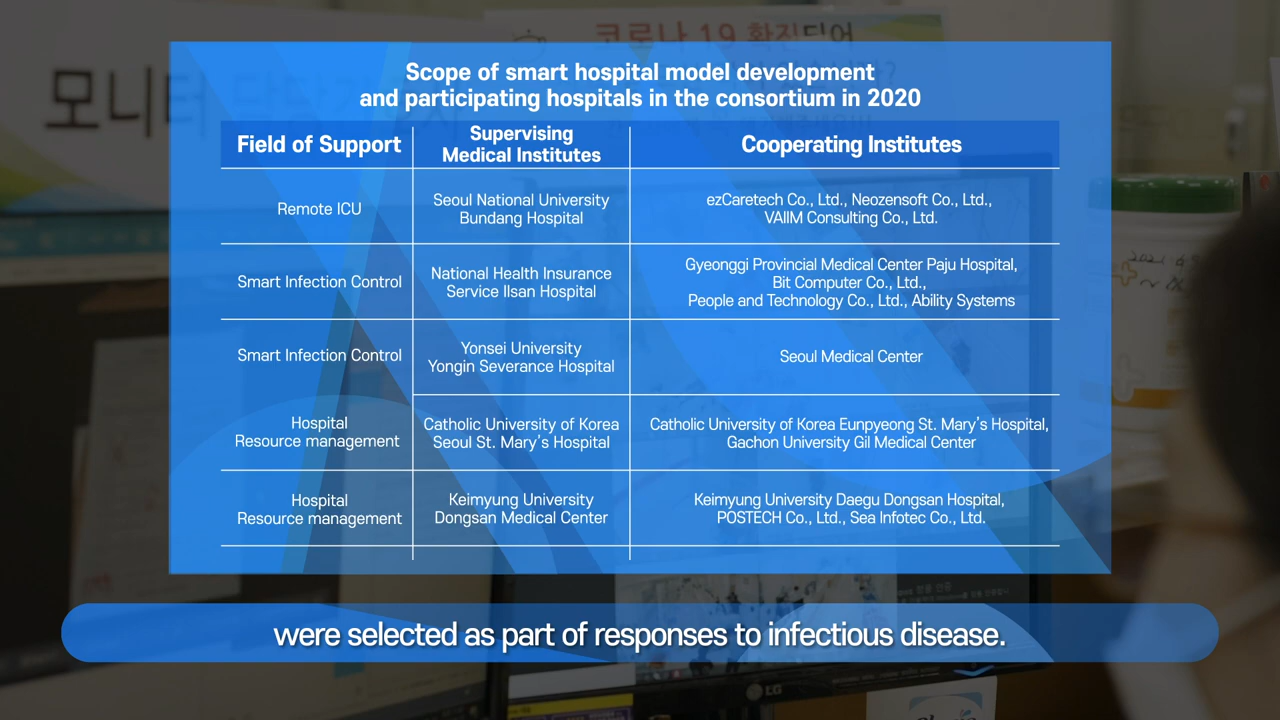 코로나 19 확진
모니터
Scope of smart hospital model development
and participating hospitals in the consortium in 2020
Field of Support
Supervising
Medical Institutes
Cooperating Institutes
Remote ICU
Seoul National University
Bundang Hospital
ezCaretech Co., Ltd., Neozensoft Co., Ltd.,
VAIIM Consulting Co., Ltd.
Smart Infection Control
National Health Insurance
Service Ilsan Hospital
Gyeonggi Provincial Medical Center Paju Hospital,
Bit Computer Co., Ltd.,
People and Technology Co., Ltd., Ability Systems
Smart Infection Control
Yonsei University
Yongin Severance Hospital
Seoul Medical Center
Hospital
Resource management
Catholic University of Korea
Seoul St. Mary's Hospital
Catholic University of Korea Eunpyeong St. Mary's Hospital,
Gachon University Gil Medical Center
Hospital
Resource management
Keimyung University
Dongsan Medical Center
Keimyung University Daegu Dongsan Hospital,
POSTECH Co., Ltd., Sea Infotec Co., Ltd.
were selected as part of responses to infectious disease.
LG